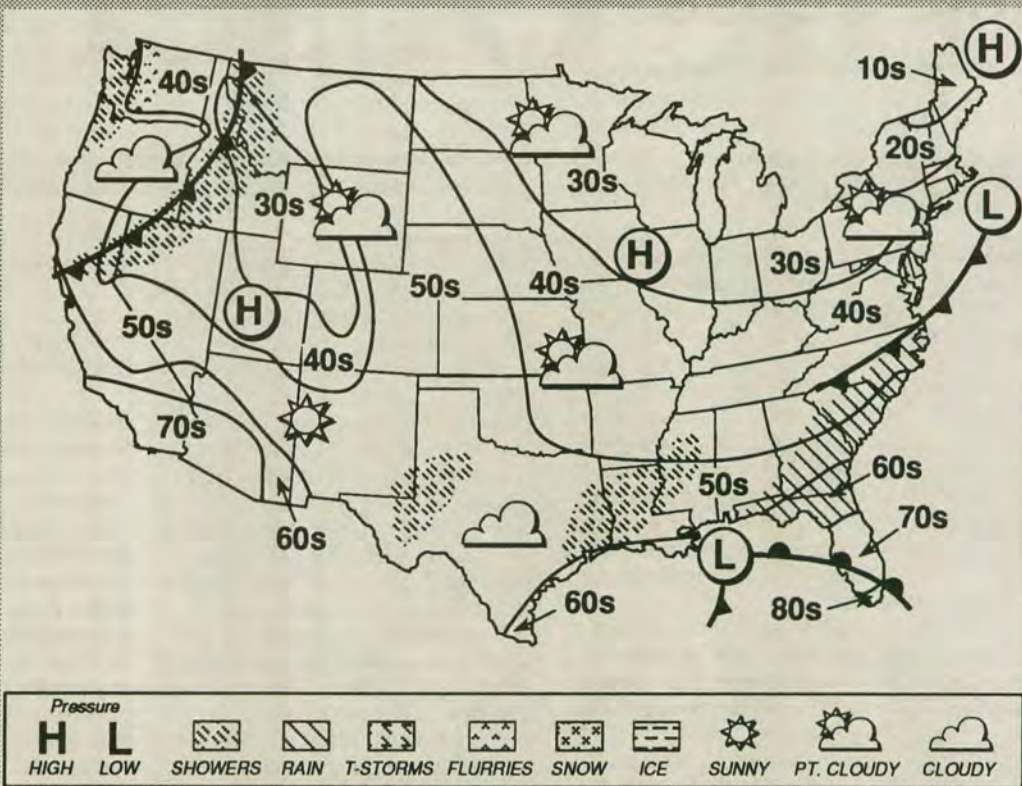 H
10s
40s
20s
L
30s
30s
H
30s
50s
40s
H
40s
50s
40s
70s
50s
60s
70s
60s
L
60s
80s
Pressure
H L
HIGH LOW SHOWERS RAIN T-STORMS FLURRIES SNOW ICE SUNNY PT. CLOUDY CLOUDY